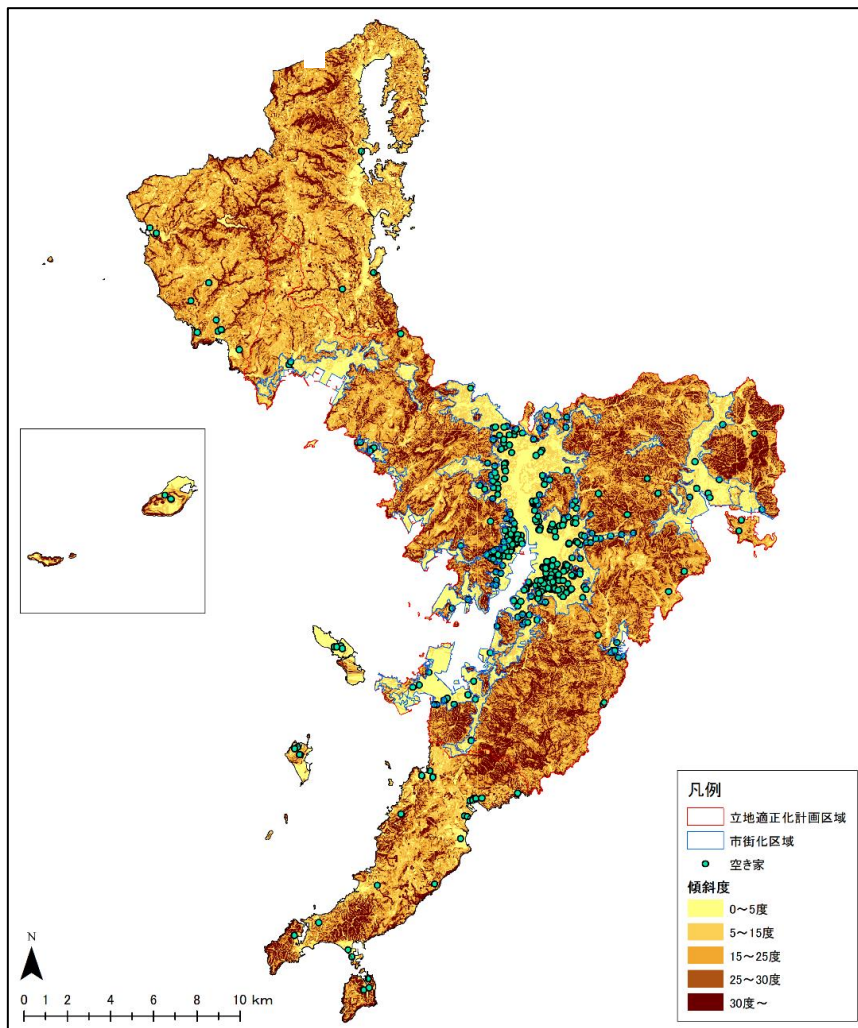 凡例
立地適正化計画区域
市街化区域
空き家
傾斜度
0～5度
5～15度
15～25度
25～30度
30度～
N
0 1 2 4 6 8 10 km